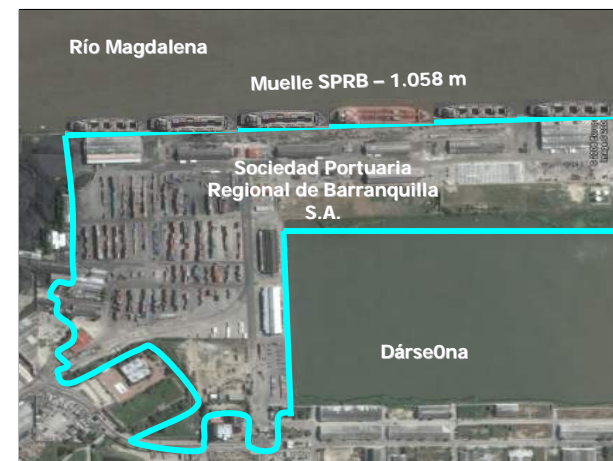 Río Magdalena
Muelle SPRB – 1.058 m
Sociedad Portuaria
Regional de Barranquilla
S.A.
Dárse0na